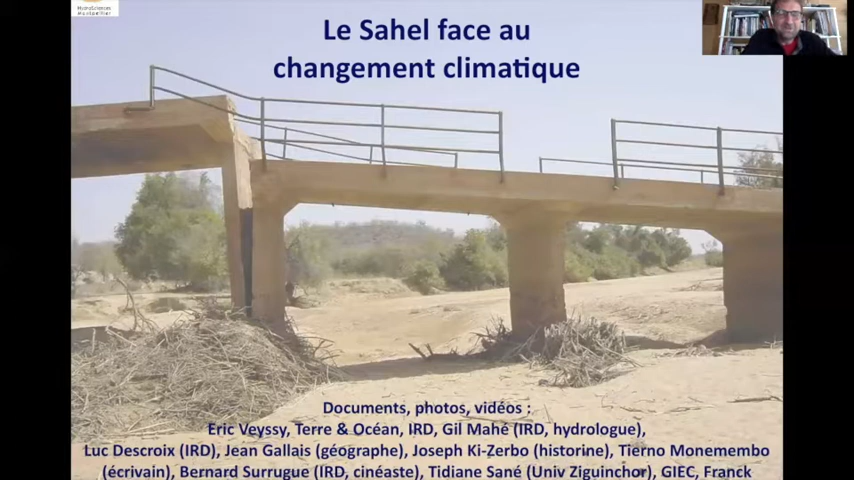 HydroSciences
Montpellier
Le Sahel face au
changement climatique
Documents, photos, vidéos :
Eric Veyssy, Terre & Océan, IRD, Gil Mahé (IRD, hydrologue),
Luc Descroix (IRD), Jean Gallais (géographe), Joseph Ki-Zerbo (historine), Tierno Monemembo
(écrivain), Bernard Surrugue (IRD, cinéaste), Tidiane Sané (Univ Ziguinchor), GIEC, Franck